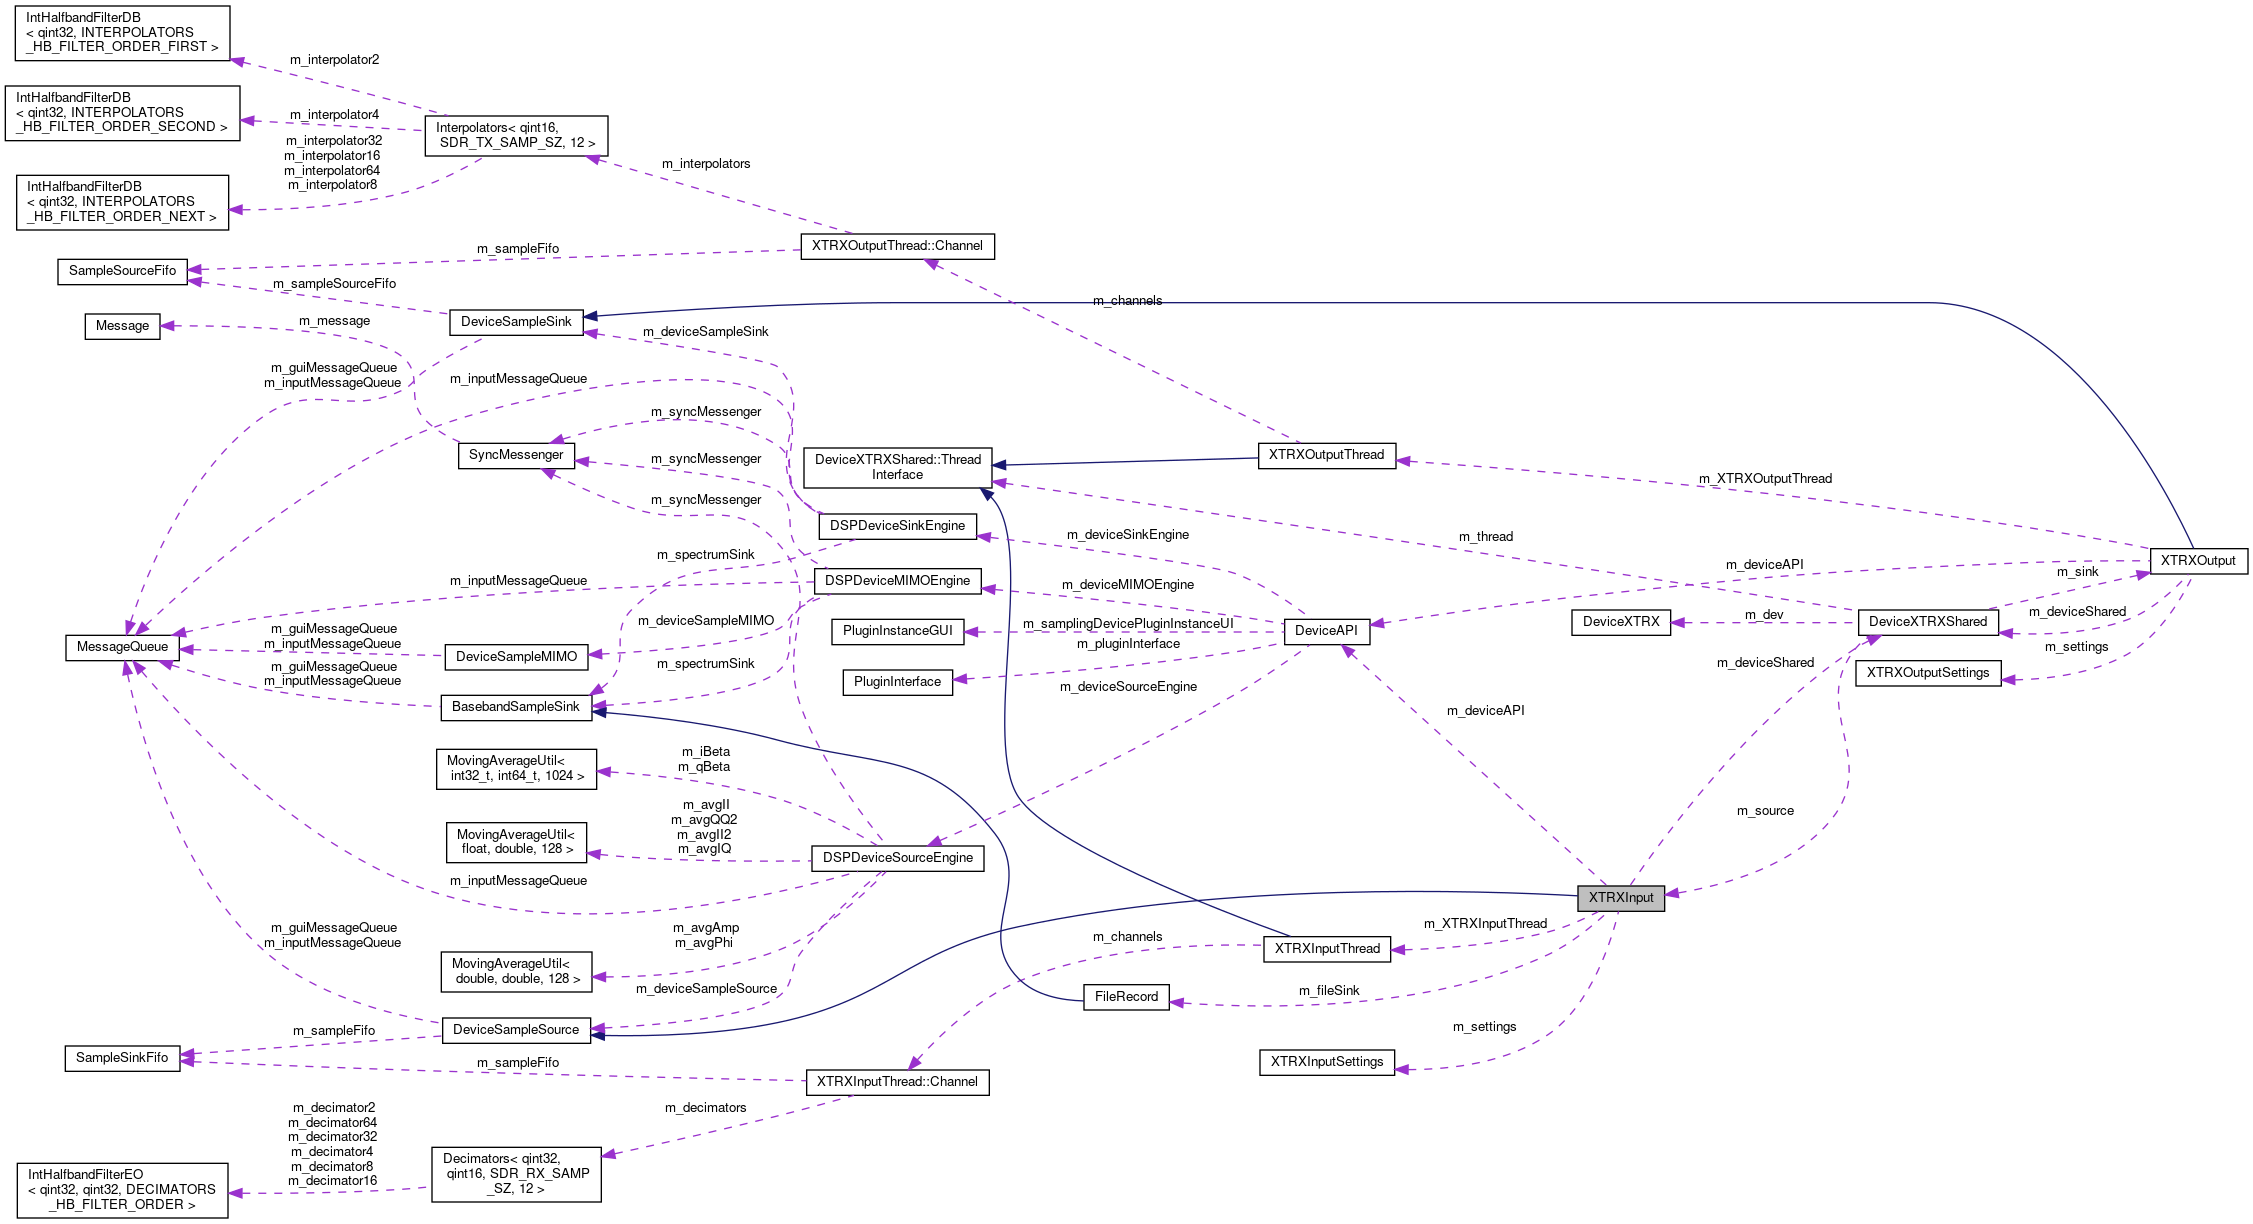 IntHalfbandFilterDB
< qint32, INTERPOLATORS
_HB_FILTER_ORDER_FIRST >
m_interpolator2
IntHalfbandFilterDB
< qint32, INTERPOLATORS
_HB_FILTER_ORDER_SECOND >
m_interpolator4
Interpolators< qint16,
SDR_TX_SAMP_SZ, 12 >
m_interpolator32
m_interpolator16
m_interpolator64
m_interpolator8
m_interpolators
IntHalfbandFilterDB
< qint32, INTERPOLATORS
_HB_FILTER_ORDER_NEXT >
XTRXOutputThread::Channel
m_sampleFifo
SampleSourceFifo
m_sampleSourceFifo
m_channels
Message
m_message
DeviceSampleSink
m_deviceSampleSink
m_guiMessageQueue
m_inputMessageQueue
m_inputMessageQueue
m_syncMessenger
SyncMessenger
m_syncMessenger
DeviceXTRXShared::Thread
Interface
XTRXOutputThread
m_XTRXOutputThread
m_syncMessenger
DSPDeviceSinkEngine
m_deviceSinkEngine
m_thread
m_spectrumSink
XTRXOutput
m_deviceAPI
m_sink
m_inputMessageQueue
DSPDeviceMIMOEngine
m_deviceMIMOEngine
m_deviceSampleMIMO
m_guiMessageQueue
m_inputMessageQueue
PluginInstanceGUI
m_samplingDevicePluginInstanceUI
DeviceAPI
DeviceXTRX
m_dev
DeviceXTRXShared
m_deviceShared
MessageQueue
DeviceSampleMIMO
m_pluginInterface
m_settings
m_guiMessageQueue
m_inputMessageQueue
m_spectrumSink
PluginInterface
m_deviceSourceEngine
m_deviceShared
XTRXOutputSettings
BasebandSampleSink
m_deviceAPI
MovingAverageUtil<
int32_t, int64_t, 1024 >
m_iBeta
m_qBeta
m_source
MovingAverageUtil<
float, double, 128 >
m_avgII
m_avgQQ2
m_avgII2
m_avgIQ
DSPDeviceSourceEngine
m_inputMessageQueue
XTRXInput
m_guiMessageQueue
m_inputMessageQueue
m_avgAmp
m_avgPhi
m_channels
XTRXInputThread
m_XTRXInputThread
MovingAverageUtil<
double, double, 128 >
m_deviceSampleSource
FileRecord
m_fileSink
DeviceSampleSource
m_sampleFifo
m_settings
SampleSinkFifo
m_sampleFifo
XTRXInputSettings
XTRXInputThread::Channel
m_decimators
m_decimator2
m_decimator64
m_decimator32
m_decimator4
m_decimator8
m_decimator16
Decimators< qint32,
qint16, SDR_RX_SAMP
_SZ, 12 >
IntHalfbandFilterEO
< qint32, qint32, DECIMATORS
_HB_FILTER_ORDER >